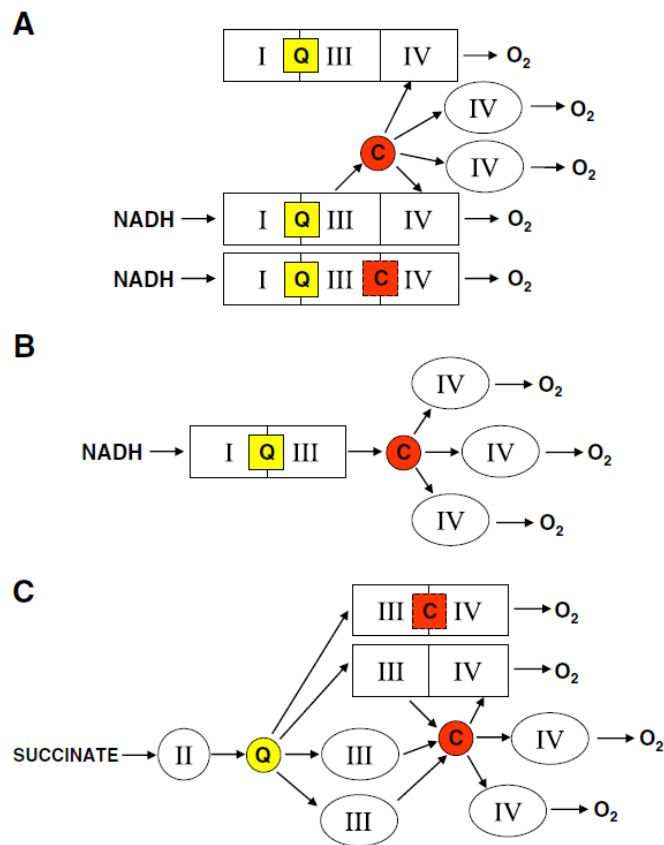 A
I Q III IV O2
IV O2
C
IV O2
NADH I Q III IV O2
NADH I Q III C IV O2
B
IV O2
NADH I Q III C IV O2
IV O2
C
III C IV O2
III IV O2
SUCCINATE II Q III C IV O2
III IV O2